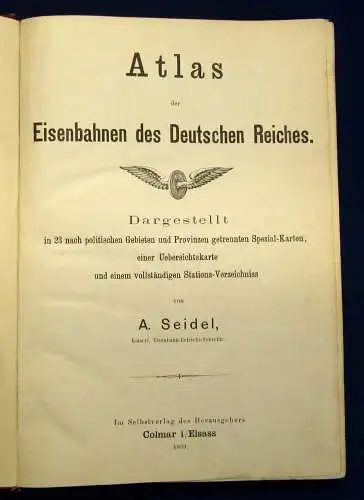 Atlas
der
Eisenbahnen des Deutschen Reiches.
Dargestellt
in 23 nach politischen Gebieten und Provinzen getrennten Spezial-Karten,
einer Uebersichtskarte
und einem vollständigen Stations-Verzeichniss
von
A. Seidel,
Kaiserl.
Im Selbstverlag des Herausgebers
Colmar i/Elsass